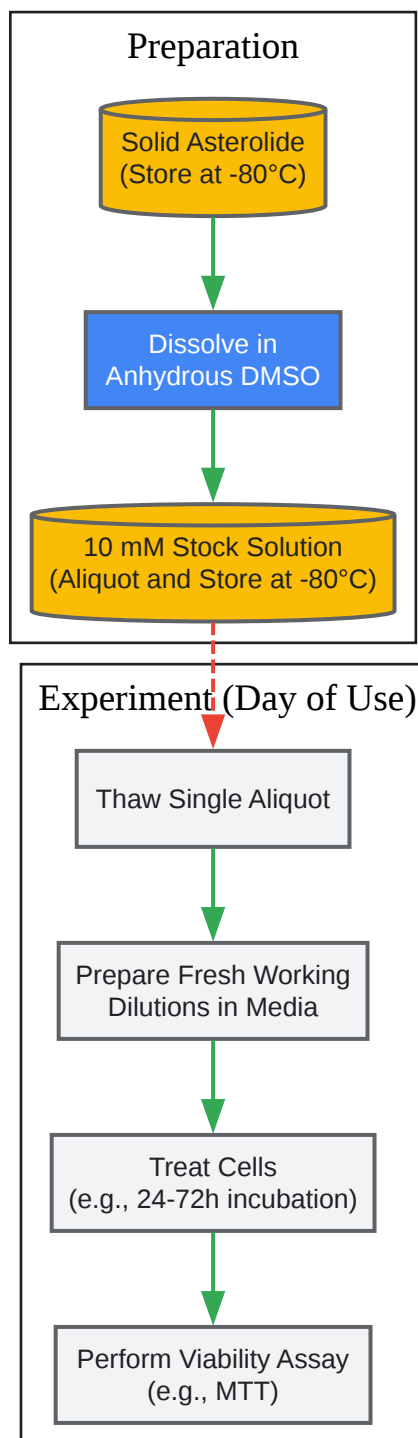 Preparation
Solid Asterolide
(Store at -80°C)
Dissolve in
Anhydrous DMSO
10 mM Stock Solution
(Aliquot and Store at -80°C)
Experiment (Day of Use)
Thaw Single Aliquot
Prepare Fresh Working
Dilutions in Media
Treat Cells
(e.g., 24-72h incubation)
Perform Viability Assay
(e.g., MTT)